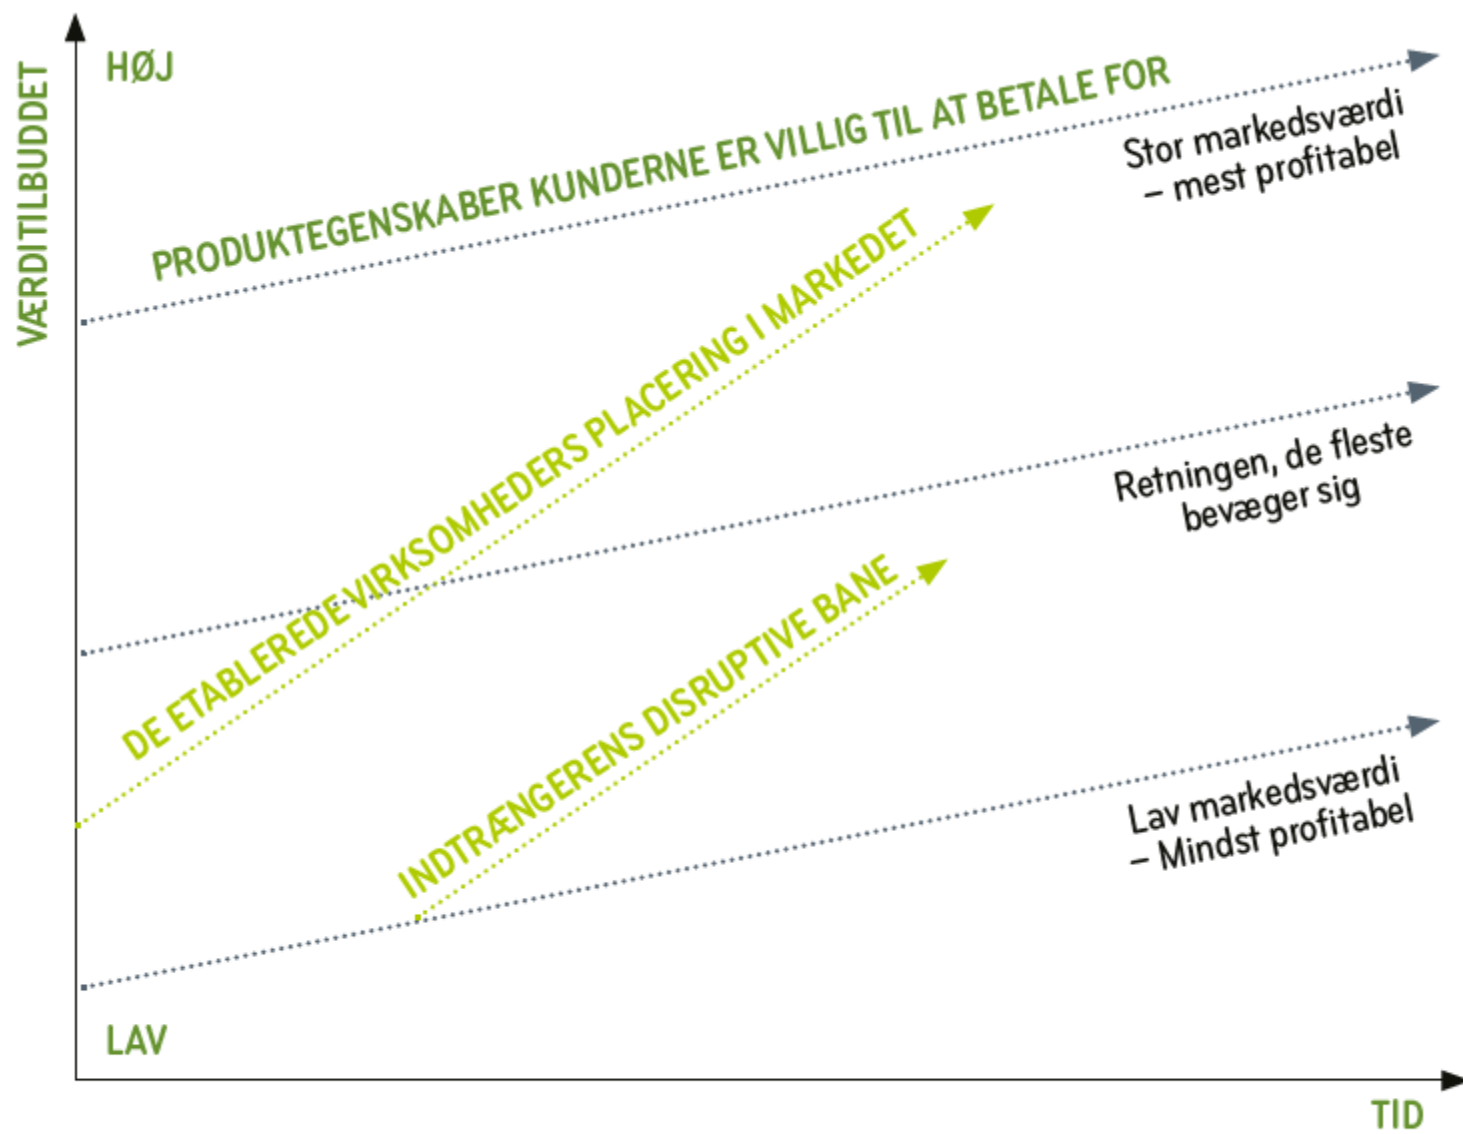 VÆRDITILBUDDET
HØJ
PRODUKTEGENSKABER KUNDERNE ER VILLIG TIL AT BETALE FOR
Stor markedsværdi
– mest profitabel
DE ETABLEREDE VIRKSOMHEDERS PLACERING I MARKEDET
Retningen, de fleste
bevæger sig
INDTRÆNGERENS DISRUPTIVE BANE
Lav markedsværdi
– Mindst profitabel
LAV
TID